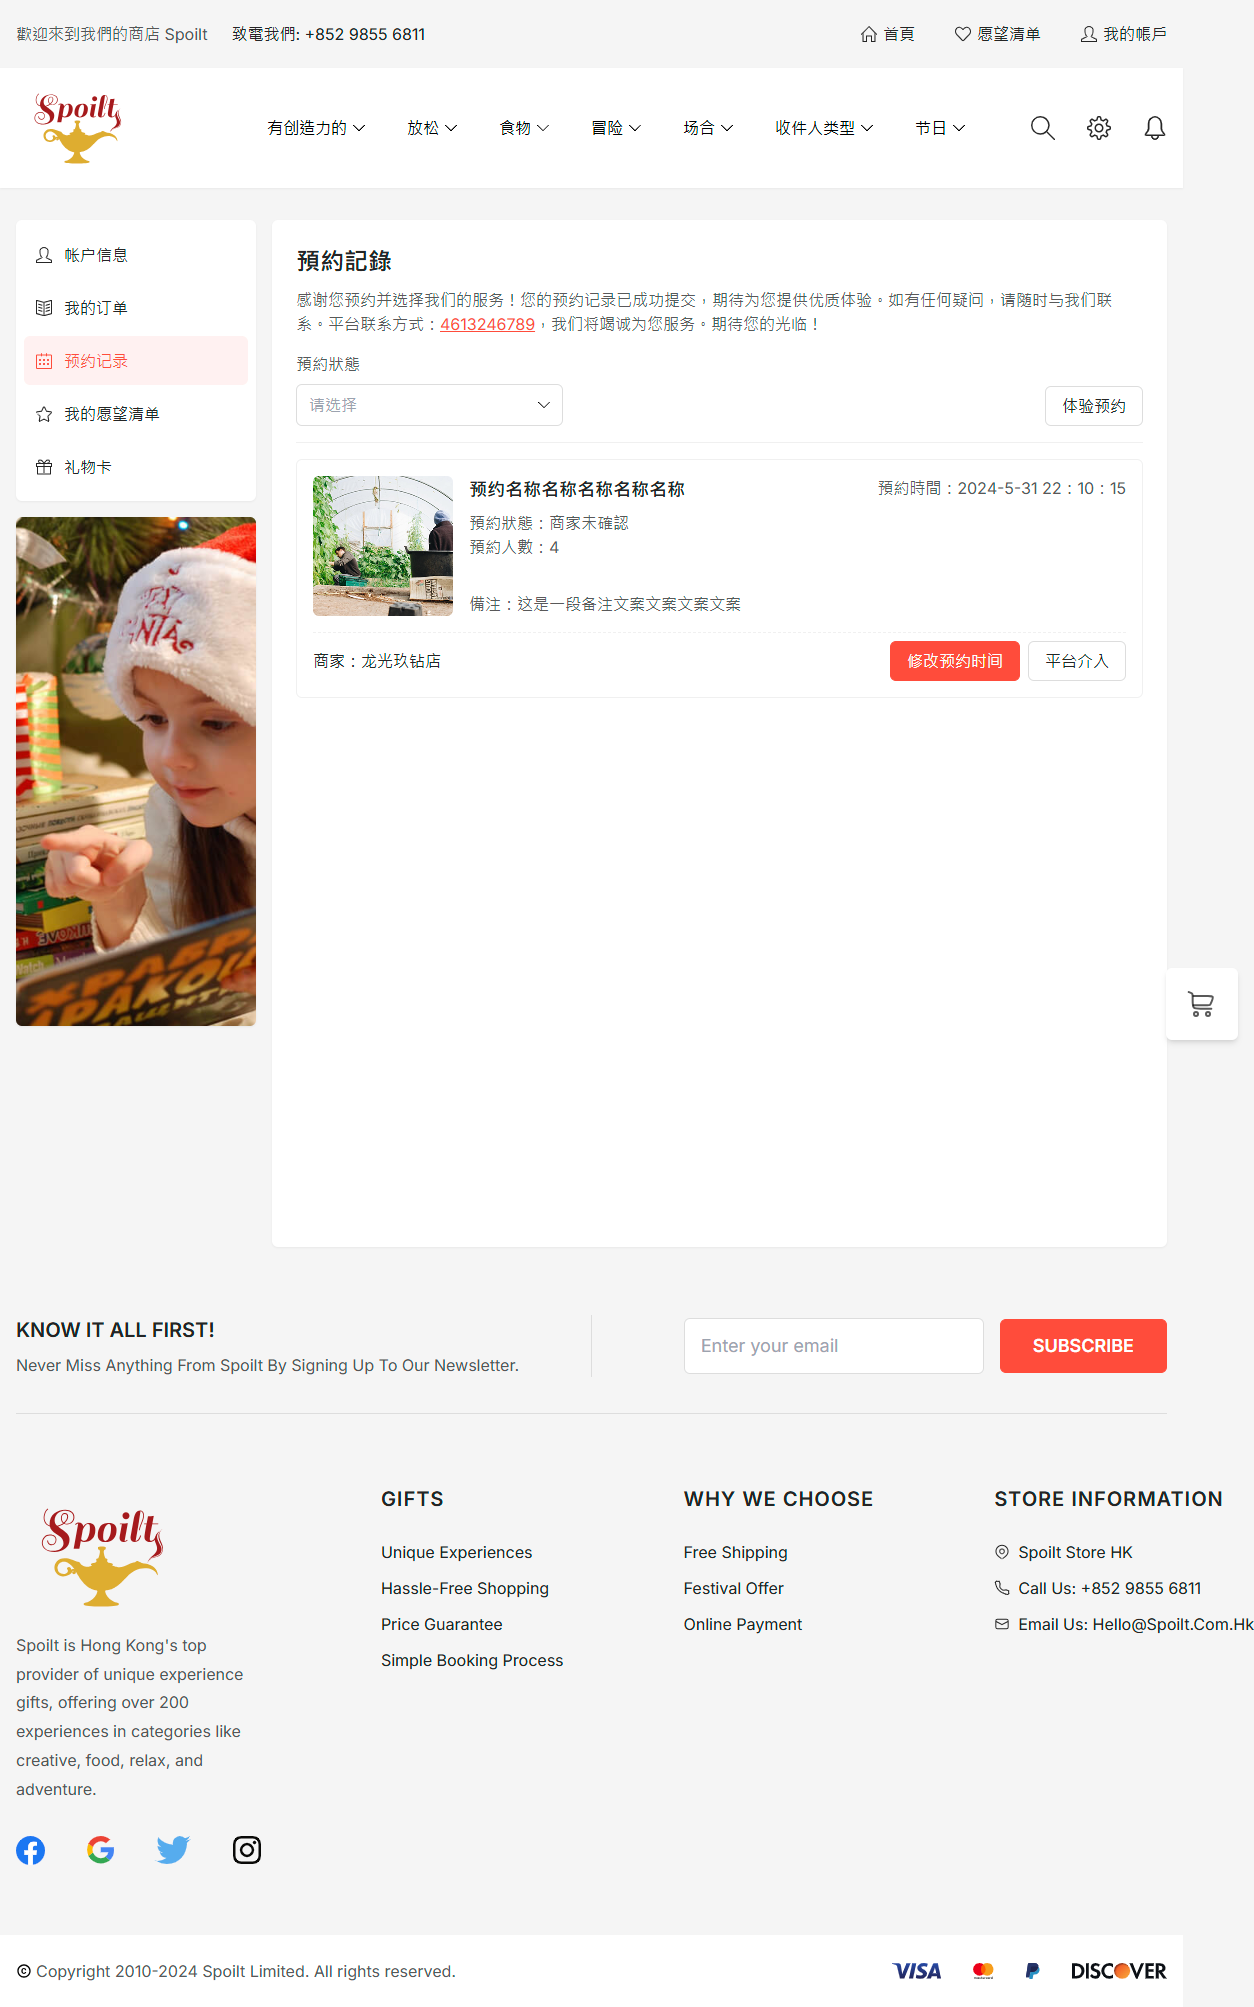 歡迎來到我們的商店 Spoilt 致電我們: +852 9855 6811 首頁 愿望清单 我的帳戶
Spoilt 有创造力的 放松 食物 冒险 场合 收件人类型 节日
帐户信息
我的订单
预约记录
我的愿望清单
礼物卡
預約記錄
感谢您预约并选择我们的服务！您的预约记录已成功提交，期待为您提供优质体验。如有任何疑问，请随时与我们联
系。平台联系方式：4613246789，我们将竭诚为您服务。期待您的光临！
預約狀態
请选择 体验预约
预约名称名称名称名称名称 預約時間：2024-5-31 22：10：15
預約狀態：商家未確認
預約人數：4
備注：这是一段备注文案文案文案文案
商家：龙光玖钻店 修改预约时间 平台介入
KNOW IT ALL FIRST!
Never Miss Anything From Spoilt By Signing Up To Our Newsletter.
Enter your email SUBSCRIBE
Spoilt
Spoilt is Hong Kong's top
provider of unique experience
gifts, offering over 200
experiences in categories like
creative, food, relax, and
adventure.
GIFTS
Unique Experiences
Hassle-Free Shopping
Price Guarantee
Simple Booking Process
WHY WE CHOOSE
Free Shipping
Festival Offer
Online Payment
STORE INFORMATION
Spoilt Store HK
Call Us: +852 9855 6811
Email Us: Hello@Spoilt.Com.Hk
© Copyright 2010-2024 Spoilt Limited. All rights reserved. VISA DISCOVER